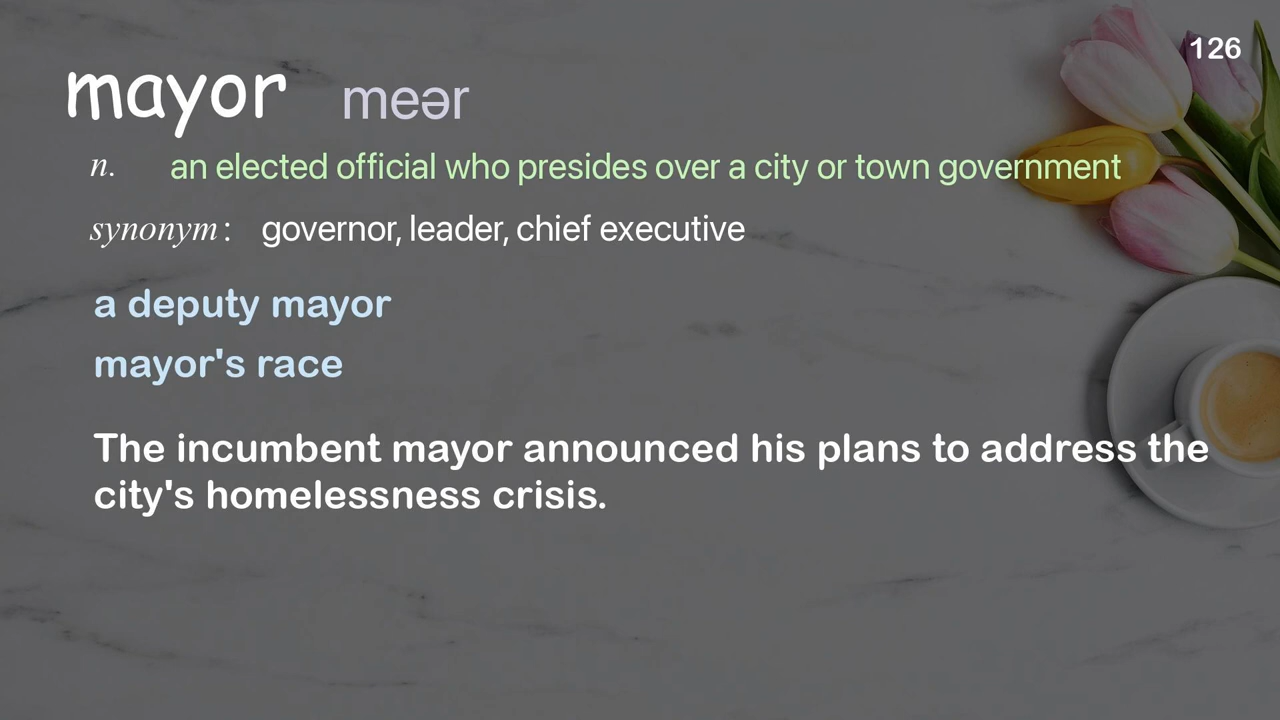 126
mayor meər
n. an elected official who presides over a city or town government
synonym : governor, leader, chief executive
a deputy mayor
mayor's race
The incumbent mayor announced his plans to address the
city's homelessness crisis.